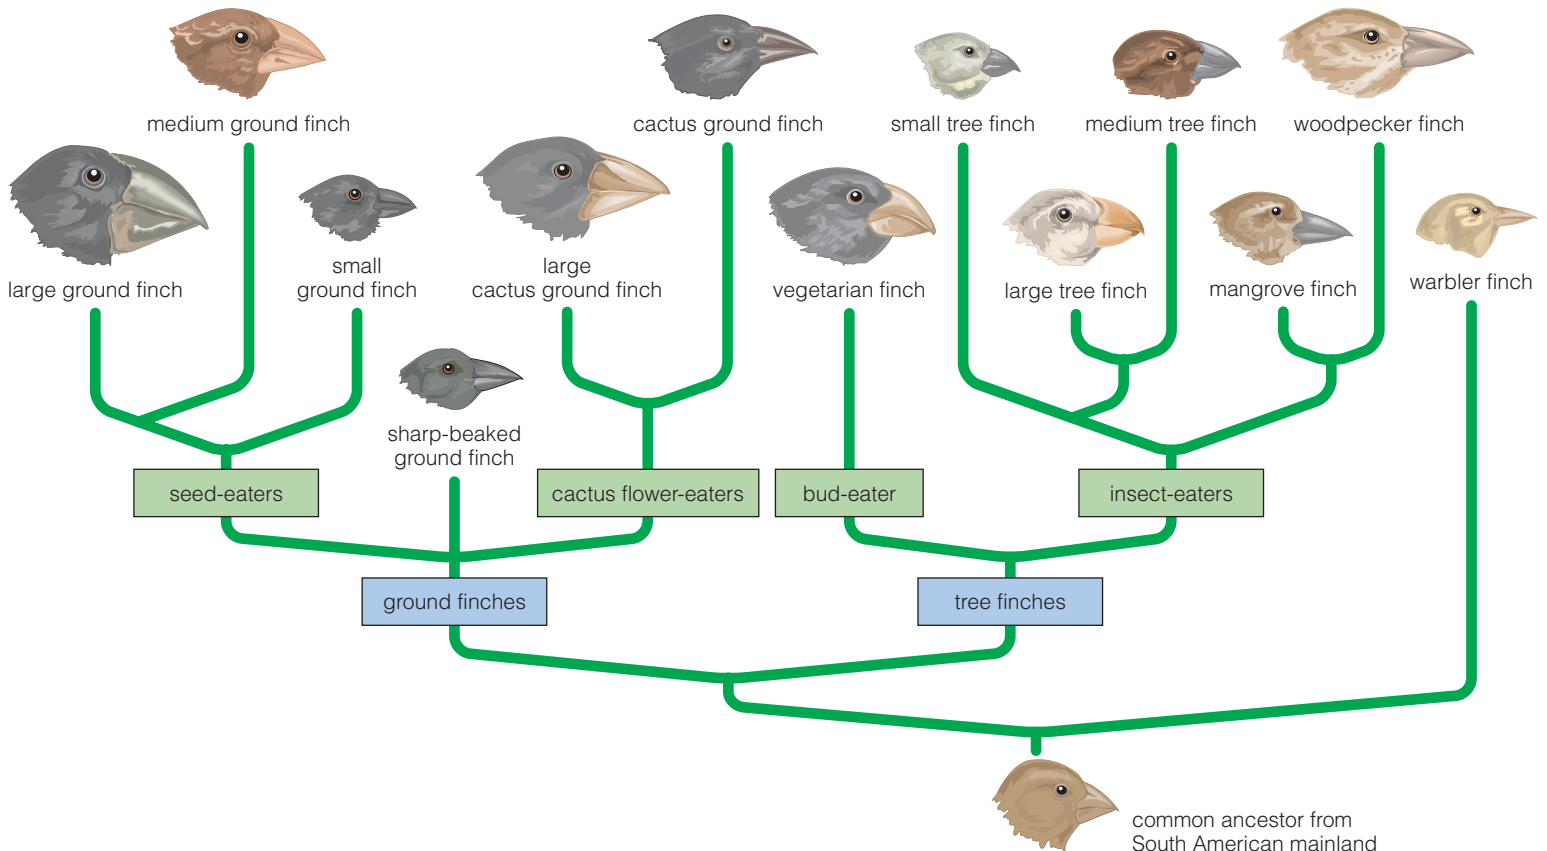 medium ground finch
cactus ground finch
small tree finch
medium tree finch
woodpecker finch
large ground finch
small
ground finch
large
cactus ground finch
vegetarian finch
large tree finch
mangrove finch
warbler finch
sharp-beaked
ground finch
seed-eaters
cactus flower-eaters
bud-eater
insect-eaters
ground finches
tree finches
common ancestor from
South American mainland